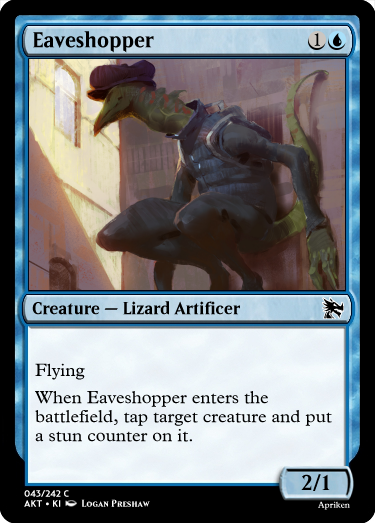 Eaveshopper 1
Creature — Lizard Artificer
Flying
When Eaveshopper enters the
battlefield, tap target creature and put
a stun counter on it.
2/1
043/242 C
AKT • KI Logan Preshaw
Apriken